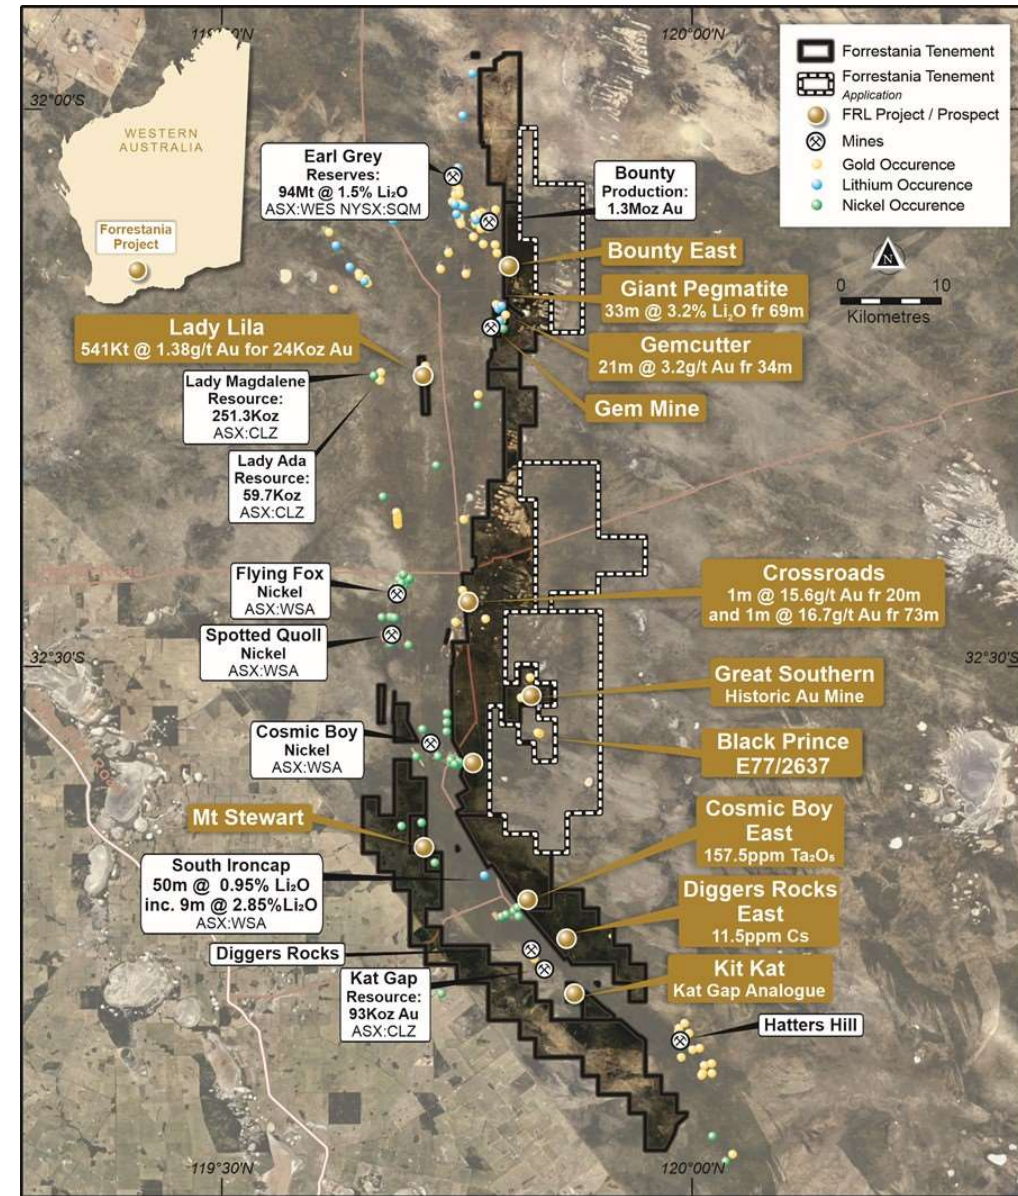 119°30'N
120°00'N
32°00'S
WESTERN
AUSTRALIA
Forrestania
Project
Forrestania Tenement
Forrestania Tenement
Application
FRL Project / Prospect
Mines
Gold Occurence
Lithium Occurence
Nickel Occurence
N
0
10
Kilometres
Earl Grey
Reserves:
94Mt @ 1.5% Li₂O
ASX:WES NYSX:SQM
Bounty
Production:
1.3Moz Au
Bounty East
Giant Pegmatite
33m @ 3.2% Li₂O fr 69m
Gemcutter
21m @ 3.2g/t Au fr 34m
Gem Mine
Lady Lila
541Kt @ 1.38g/t Au for 24Koz Au
Lady Magdalene
Resource:
251.3Koz
ASX:CLZ
Lady Ada
Resource:
59.7Koz
ASX:CLZ
Flying Fox
Nickel
ASX:WSA
Spotted Quoll
Nickel
ASX:WSA
Crossroads
1m @ 15.6g/t Au fr 20m
and 1m @ 16.7g/t Au fr 73m
32°30'S
32°30'S
Great Southern
Historic Au Mine
Cosmic Boy
Nickel
ASX:WSA
Black Prince
E77/2637
Mt Stewart
Cosmic Boy
East
157.5ppm Ta₂O₅
South Ironcap
50m @ 0.95% Li₂O
inc. 9m @ 2.85%Li₂O
ASX:WSA
Diggers Rocks
East
11.5ppm Cs
Diggers Rocks
Kat Gap
Resource:
93Koz Au
ASX:CLZ
Kit Kat
Kat Gap Analogue
Hatters Hill
119°30'N
120°00'N